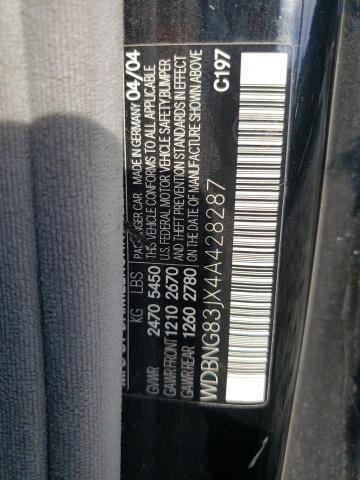 PASSENGER CAR MADE IN GERMANY 04/04
KG LBS THIS VEHICLE CONFORMS TO ALL APPLICABLE
GVWR 2470 5450 U.S. FEDERAL MOTOR VEHICLE SAFETY,BUMPER
GAWR FRONT 1210 2670 AND THEFT PREVENTION STANDARDS IN EFFECT
GAWR REAR 1260 2780 ON THE DATE OF MANUFACTURE SHOWN ABOVE
WDBNG83JX4A428287 C197